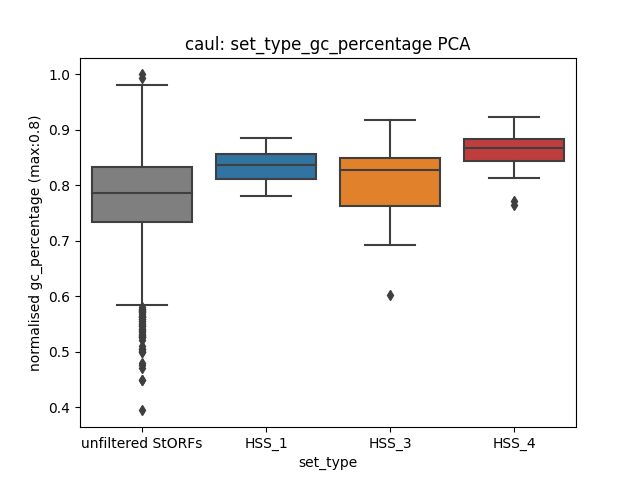 caul: set_type_gc_percentage PCA
normalised gc_percentage (max:0.8)
1.0
0.9
0.8
0.7
0.6
0.5
0.4
unfiltered StORFs HSS_1 HSS_3 HSS_4
set_type